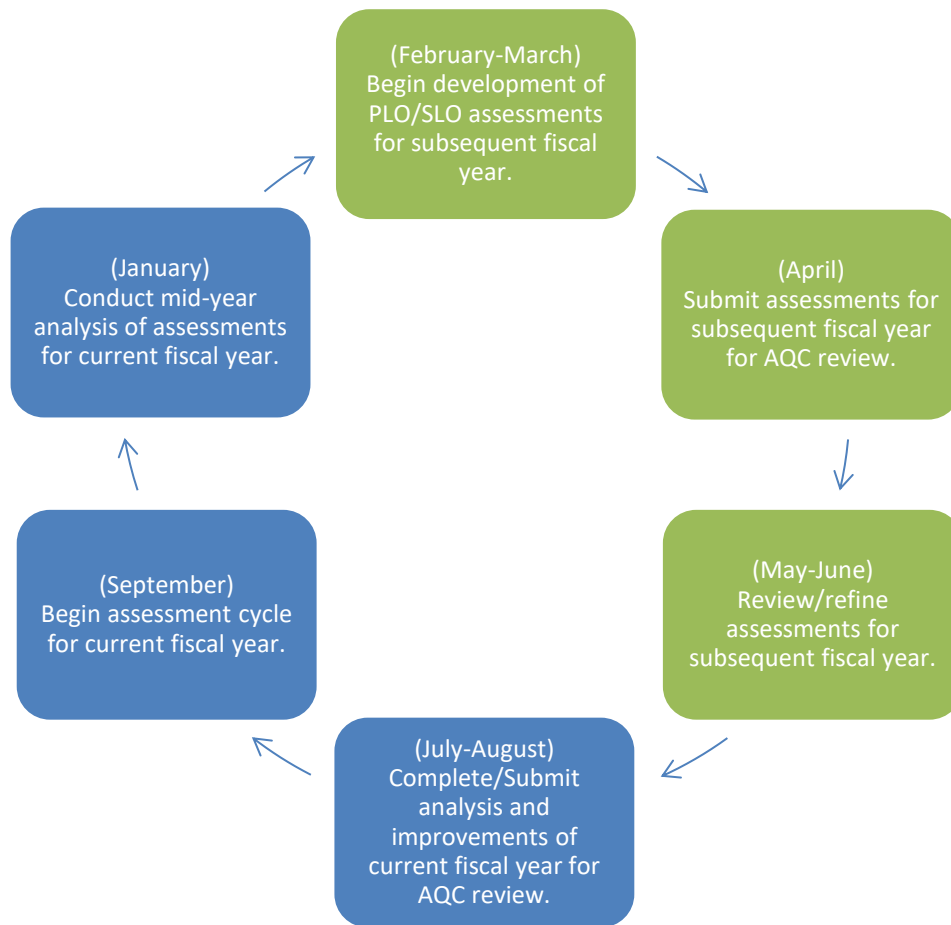 (February-March)
Begin development of
PLO/SLO assessments
for subsequent fiscal
year.
(April)
Submit assessments for
subsequent fiscal year
for AQC review.
(May-June)
Review/refine
assessments for
subsequent fiscal year.
(July-August)
Complete/Submit
analysis and
improvements of
current fiscal year for
AQC review.
(September)
Begin assessment cycle
for current fiscal year.
(January)
Conduct mid-year
analysis of assessments
for current fiscal year.